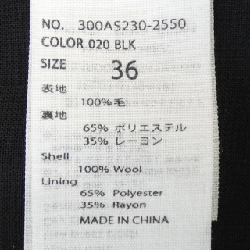 NO. 300AS230-2550
COLOR 020 BLK
SIZE 36
表地
100%毛
裏地
65% ポリエステル
35% レーヨン
Shell
100% Wool
Lining
65% Polyester
35% Rayon
MADE IN CHINA